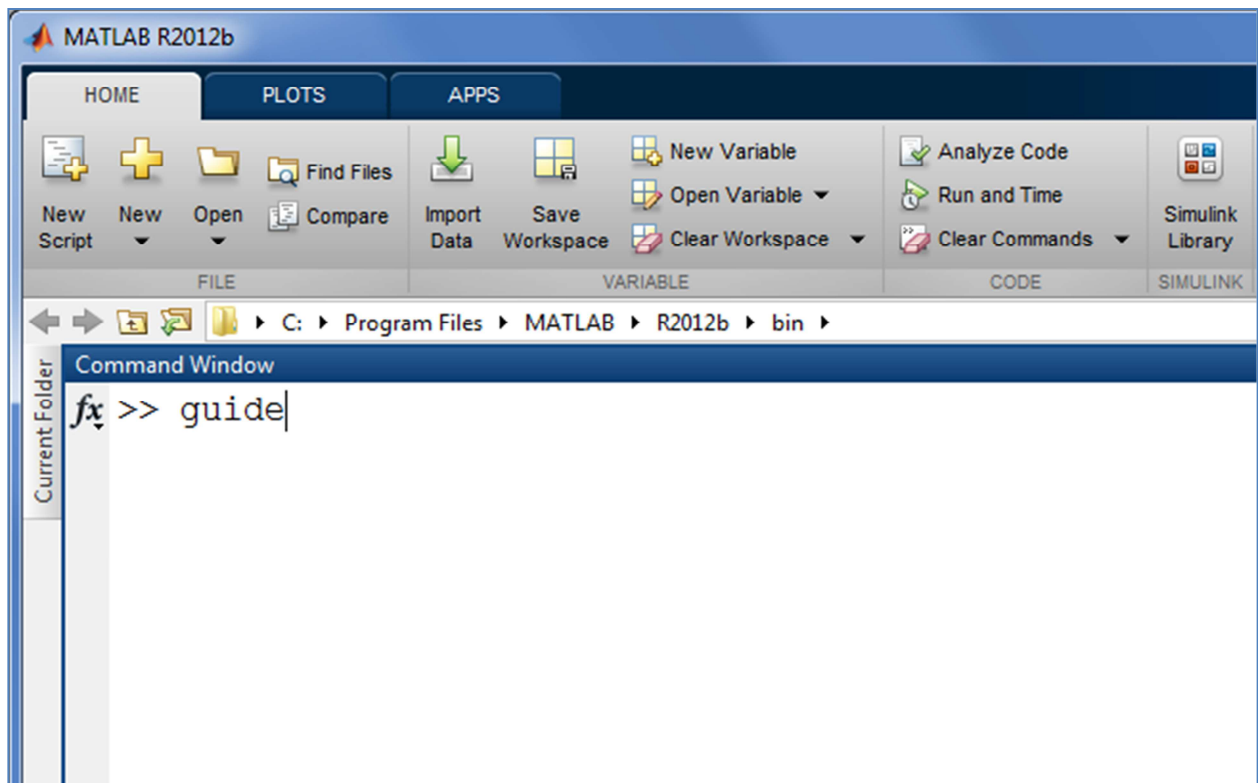 MATLAB R2012b
HOME PLOTS APPS
New Script
New
Open
Find Files
Compare
Import Data
Save Workspace
New Variable
Open Variable
Clear Workspace
Analyze Code
Run and Time
Clear Commands
Simulink Library
FILE VARIABLE CODE SIMULINK
C: Program Files MATLAB R2012b bin
Current Folder
Command Window
fx >> guide